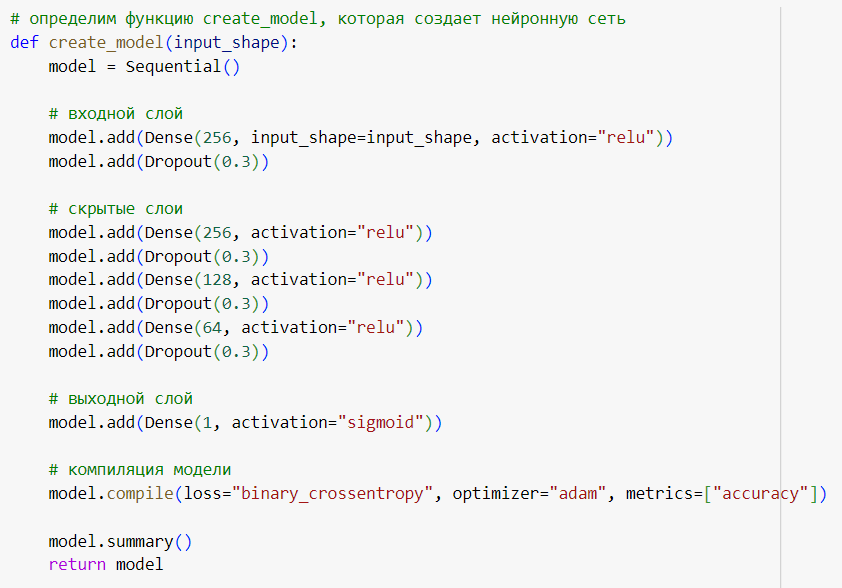 # определим функцию create_model, которая создает нейронную сеть
def create_model(input_shape):
    model = Sequential()

    # входной слой
    model.add(Dense(256, input_shape=input_shape, activation="relu"))
    model.add(Dropout(0.3))

    # скрытые слои
    model.add(Dense(256, activation="relu"))
    model.add(Dropout(0.3))
    model.add(Dense(128, activation="relu"))
    model.add(Dropout(0.3))
    model.add(Dense(64, activation="relu"))
    model.add(Dropout(0.3))

    # выходной слой
    model.add(Dense(1, activation="sigmoid"))

    # компиляция модели
    model.compile(loss="binary_crossentropy", optimizer="adam", metrics=["accuracy"])

    model.summary()
    return model